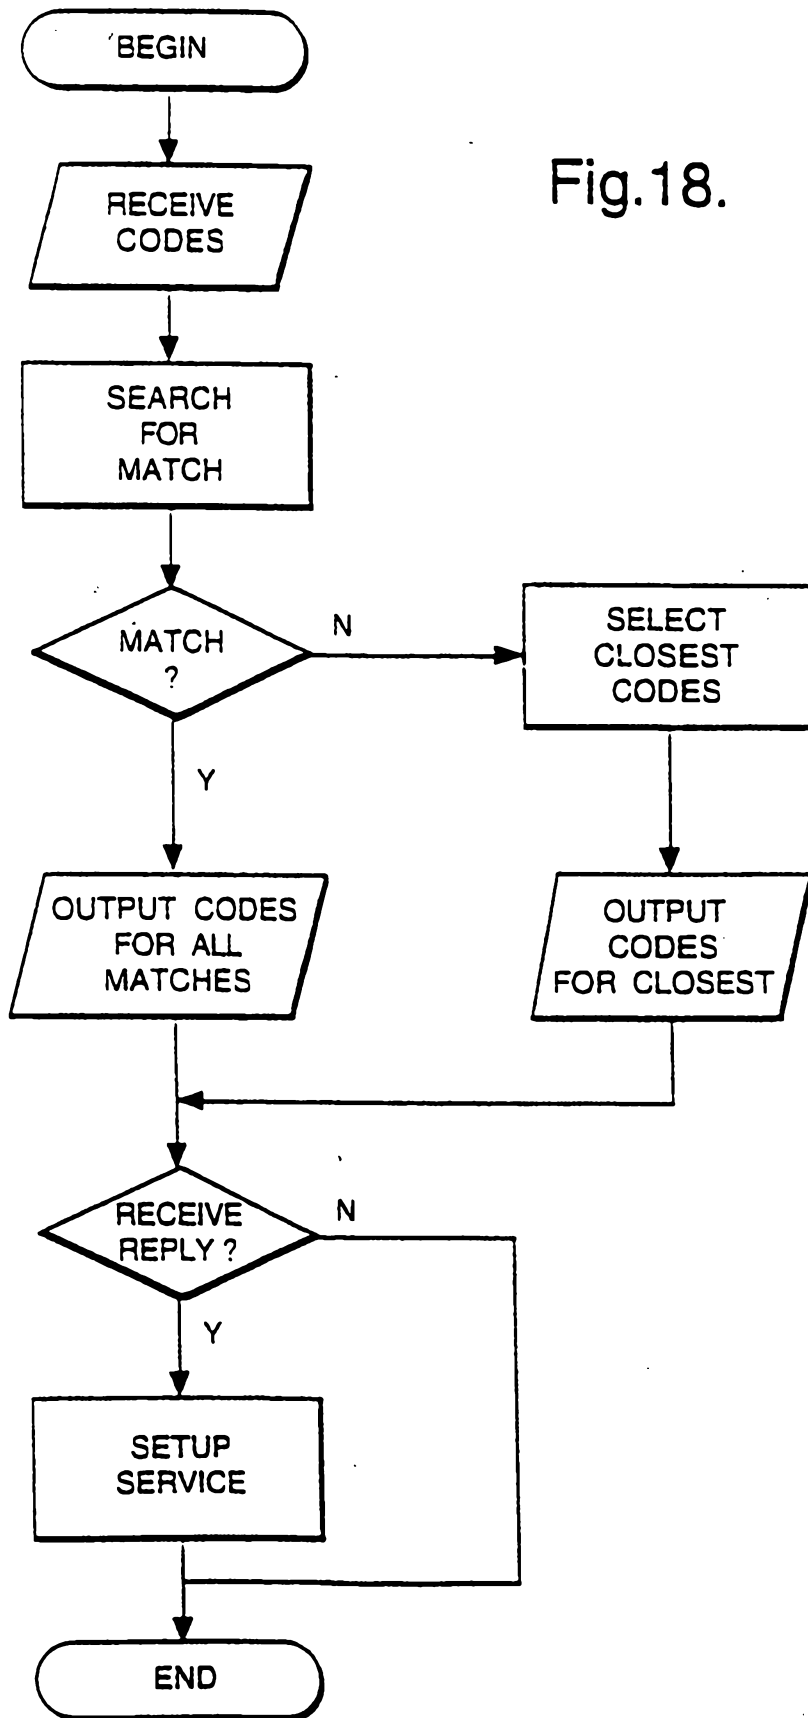 BEGIN
Fig.18.
RECEIVE
CODES
SEARCH
FOR
MATCH
MATCH
?
N
SELECT
CLOSEST
CODES
Y
OUTPUT CODES
FOR ALL
MATCHES
OUTPUT
CODES
FOR CLOSEST
RECEIVE
REPLY ?
N
Y
SETUP
SERVICE
END